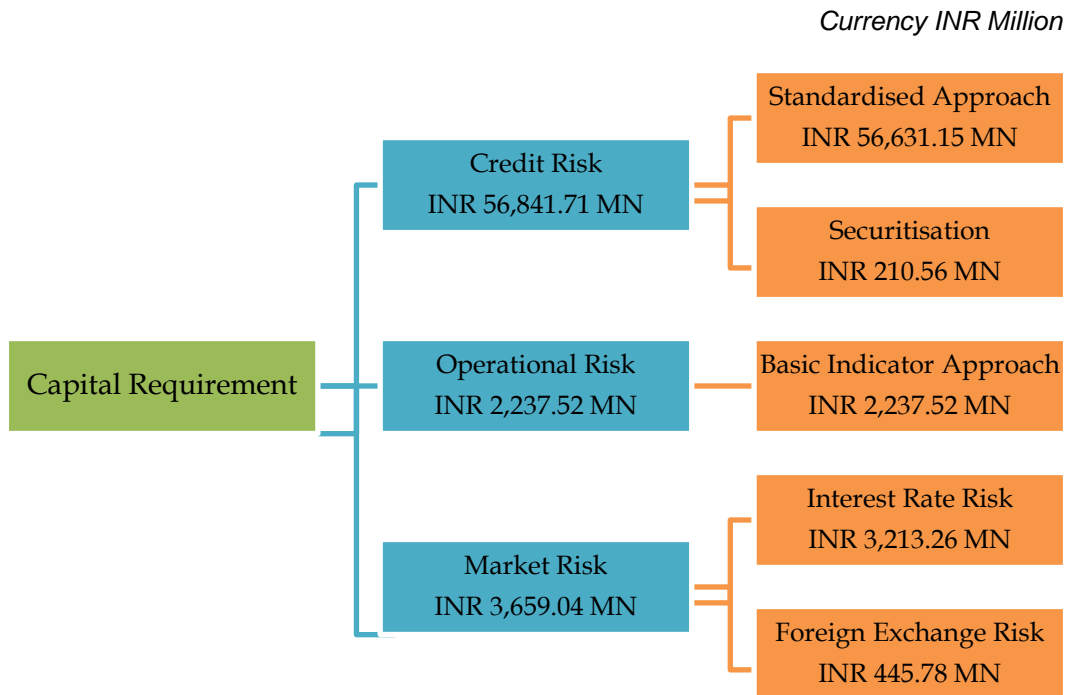 Currency INR Million
Capital Requirement
Credit Risk
INR 56,841.71 MN
Standardised Approach
INR 56,631.15 MN
Securitisation
INR 210.56 MN
Operational Risk
INR 2,237.52 MN
Basic Indicator Approach
INR 2,237.52 MN
Market Risk
INR 3,659.04 MN
Interest Rate Risk
INR 3,213.26 MN
Foreign Exchange Risk
INR 445.78 MN